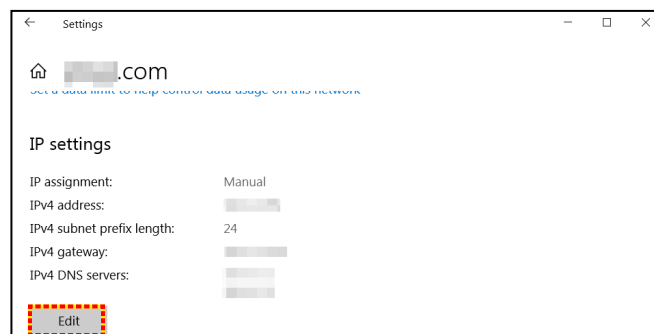 Settings
.com
Set a data limit to help control data usage on this network
IP settings
IP assignment: Manual
IPv4 address:
IPv4 subnet prefix length: 24
IPv4 gateway:
IPv4 DNS servers:
Edit